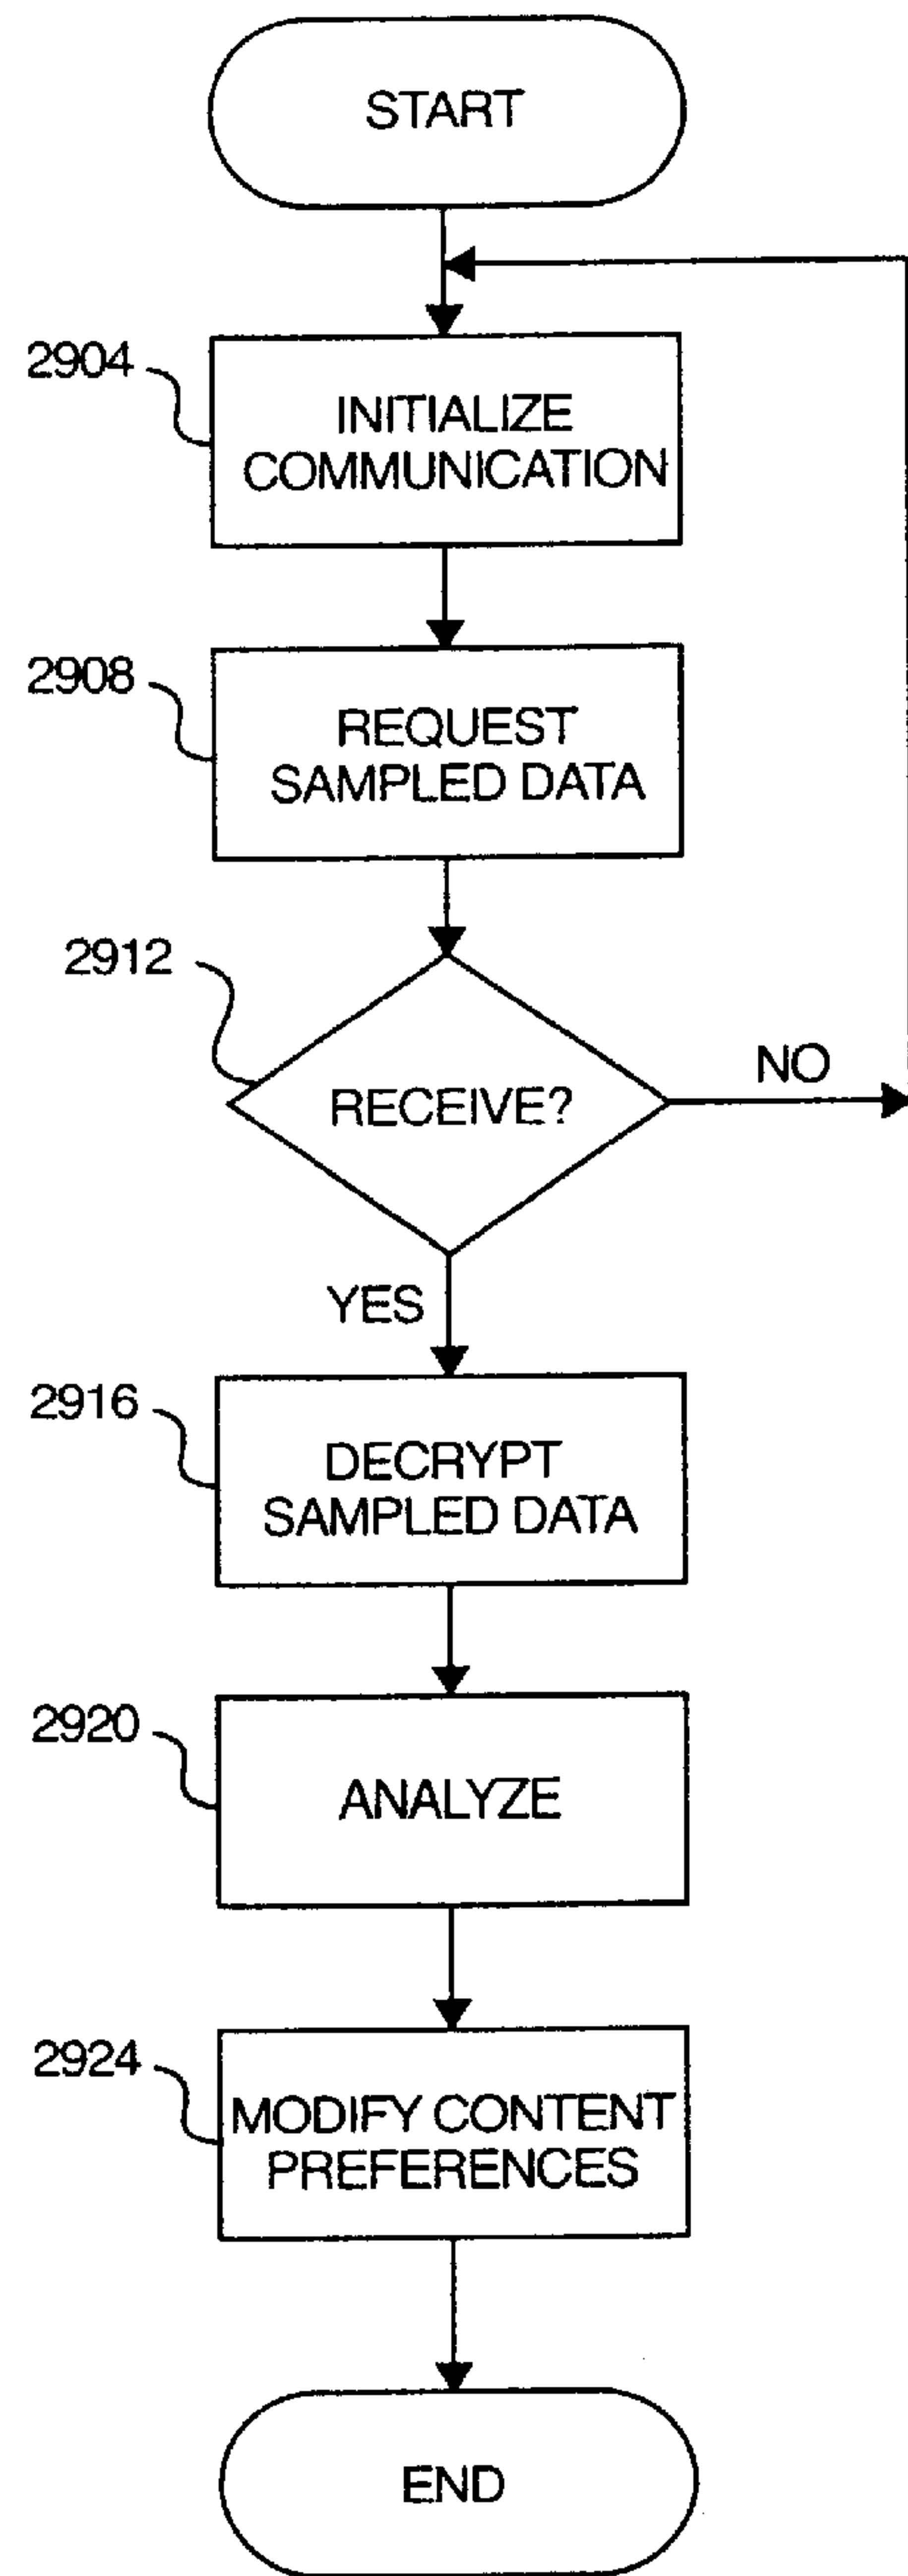 START
2904
INITIALIZE
COMMUNICATION
2908
REQUEST
SAMPLED DATA
2912
RECEIVE?
NO
YES
2916
DECRYPT
SAMPLED DATA
2920
ANALYZE
2924
MODIFY CONTENT
PREFERENCES
END